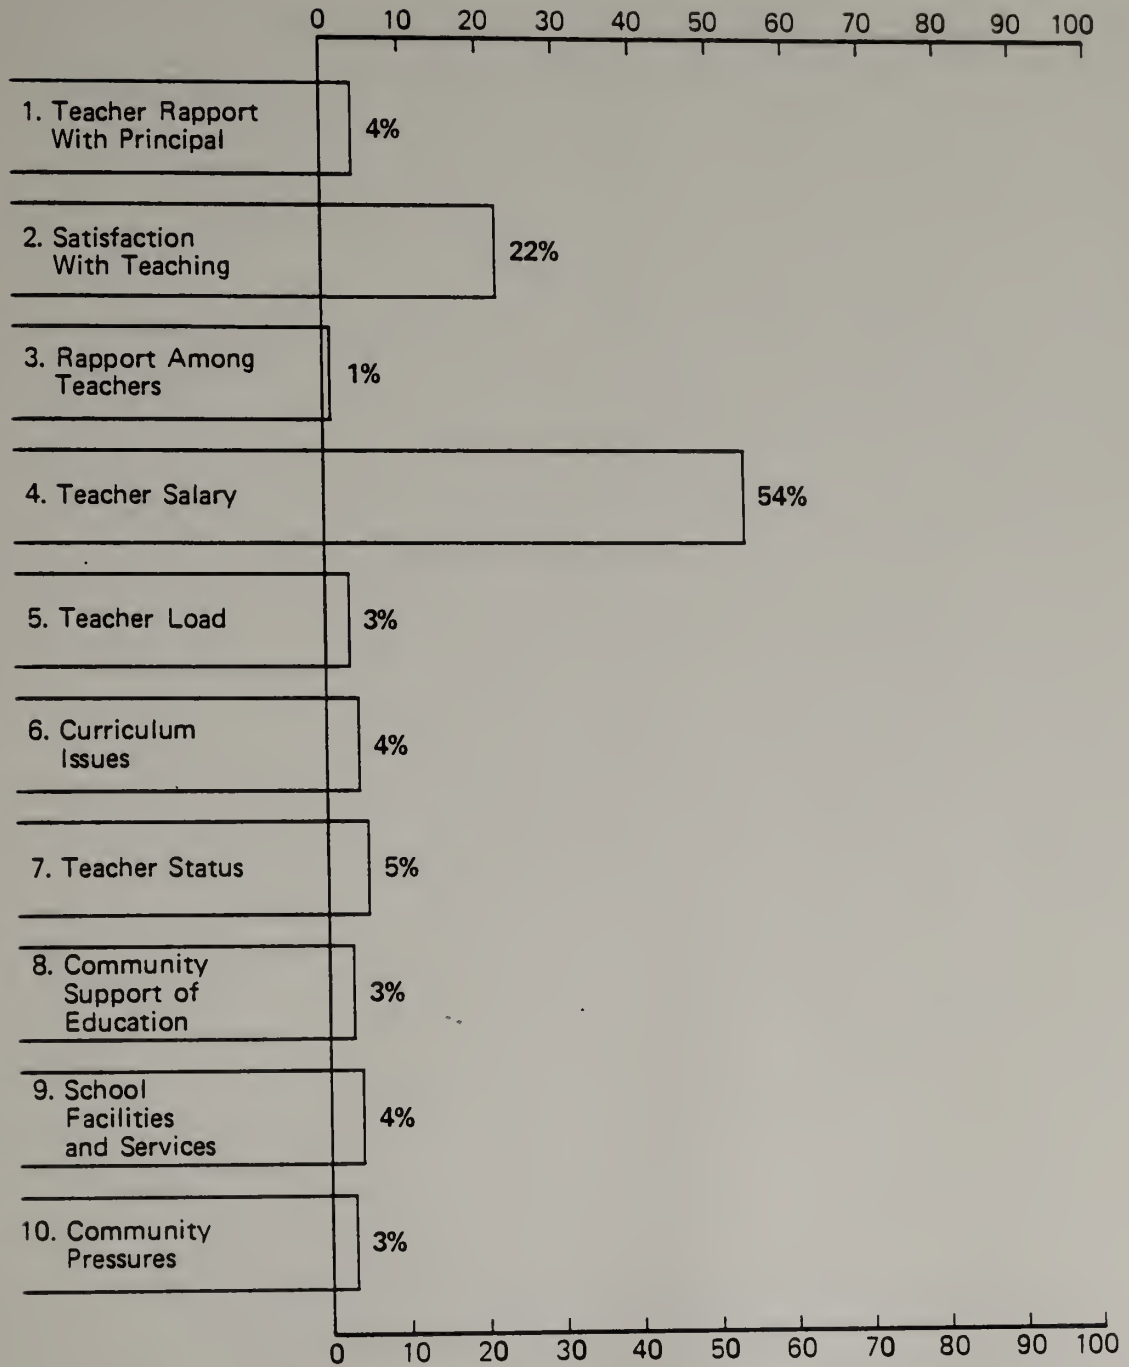 0 10 20 30 40 50 60 70 80 90 100
1. Teacher Rapport
With Principal
4%
2. Satisfaction
With Teaching
22%
3. Rapport Among
Teachers
1%
4. Teacher Salary
54%
5. Teacher Load
3%
6. Curriculum
Issues
4%
7. Teacher Status
5%
8. Community
Support of
Education
3%
9. School
Facilities
and Services
4%
10. Community
Pressures
3%
0 10 20 30 40 50 60 70 80 90 100